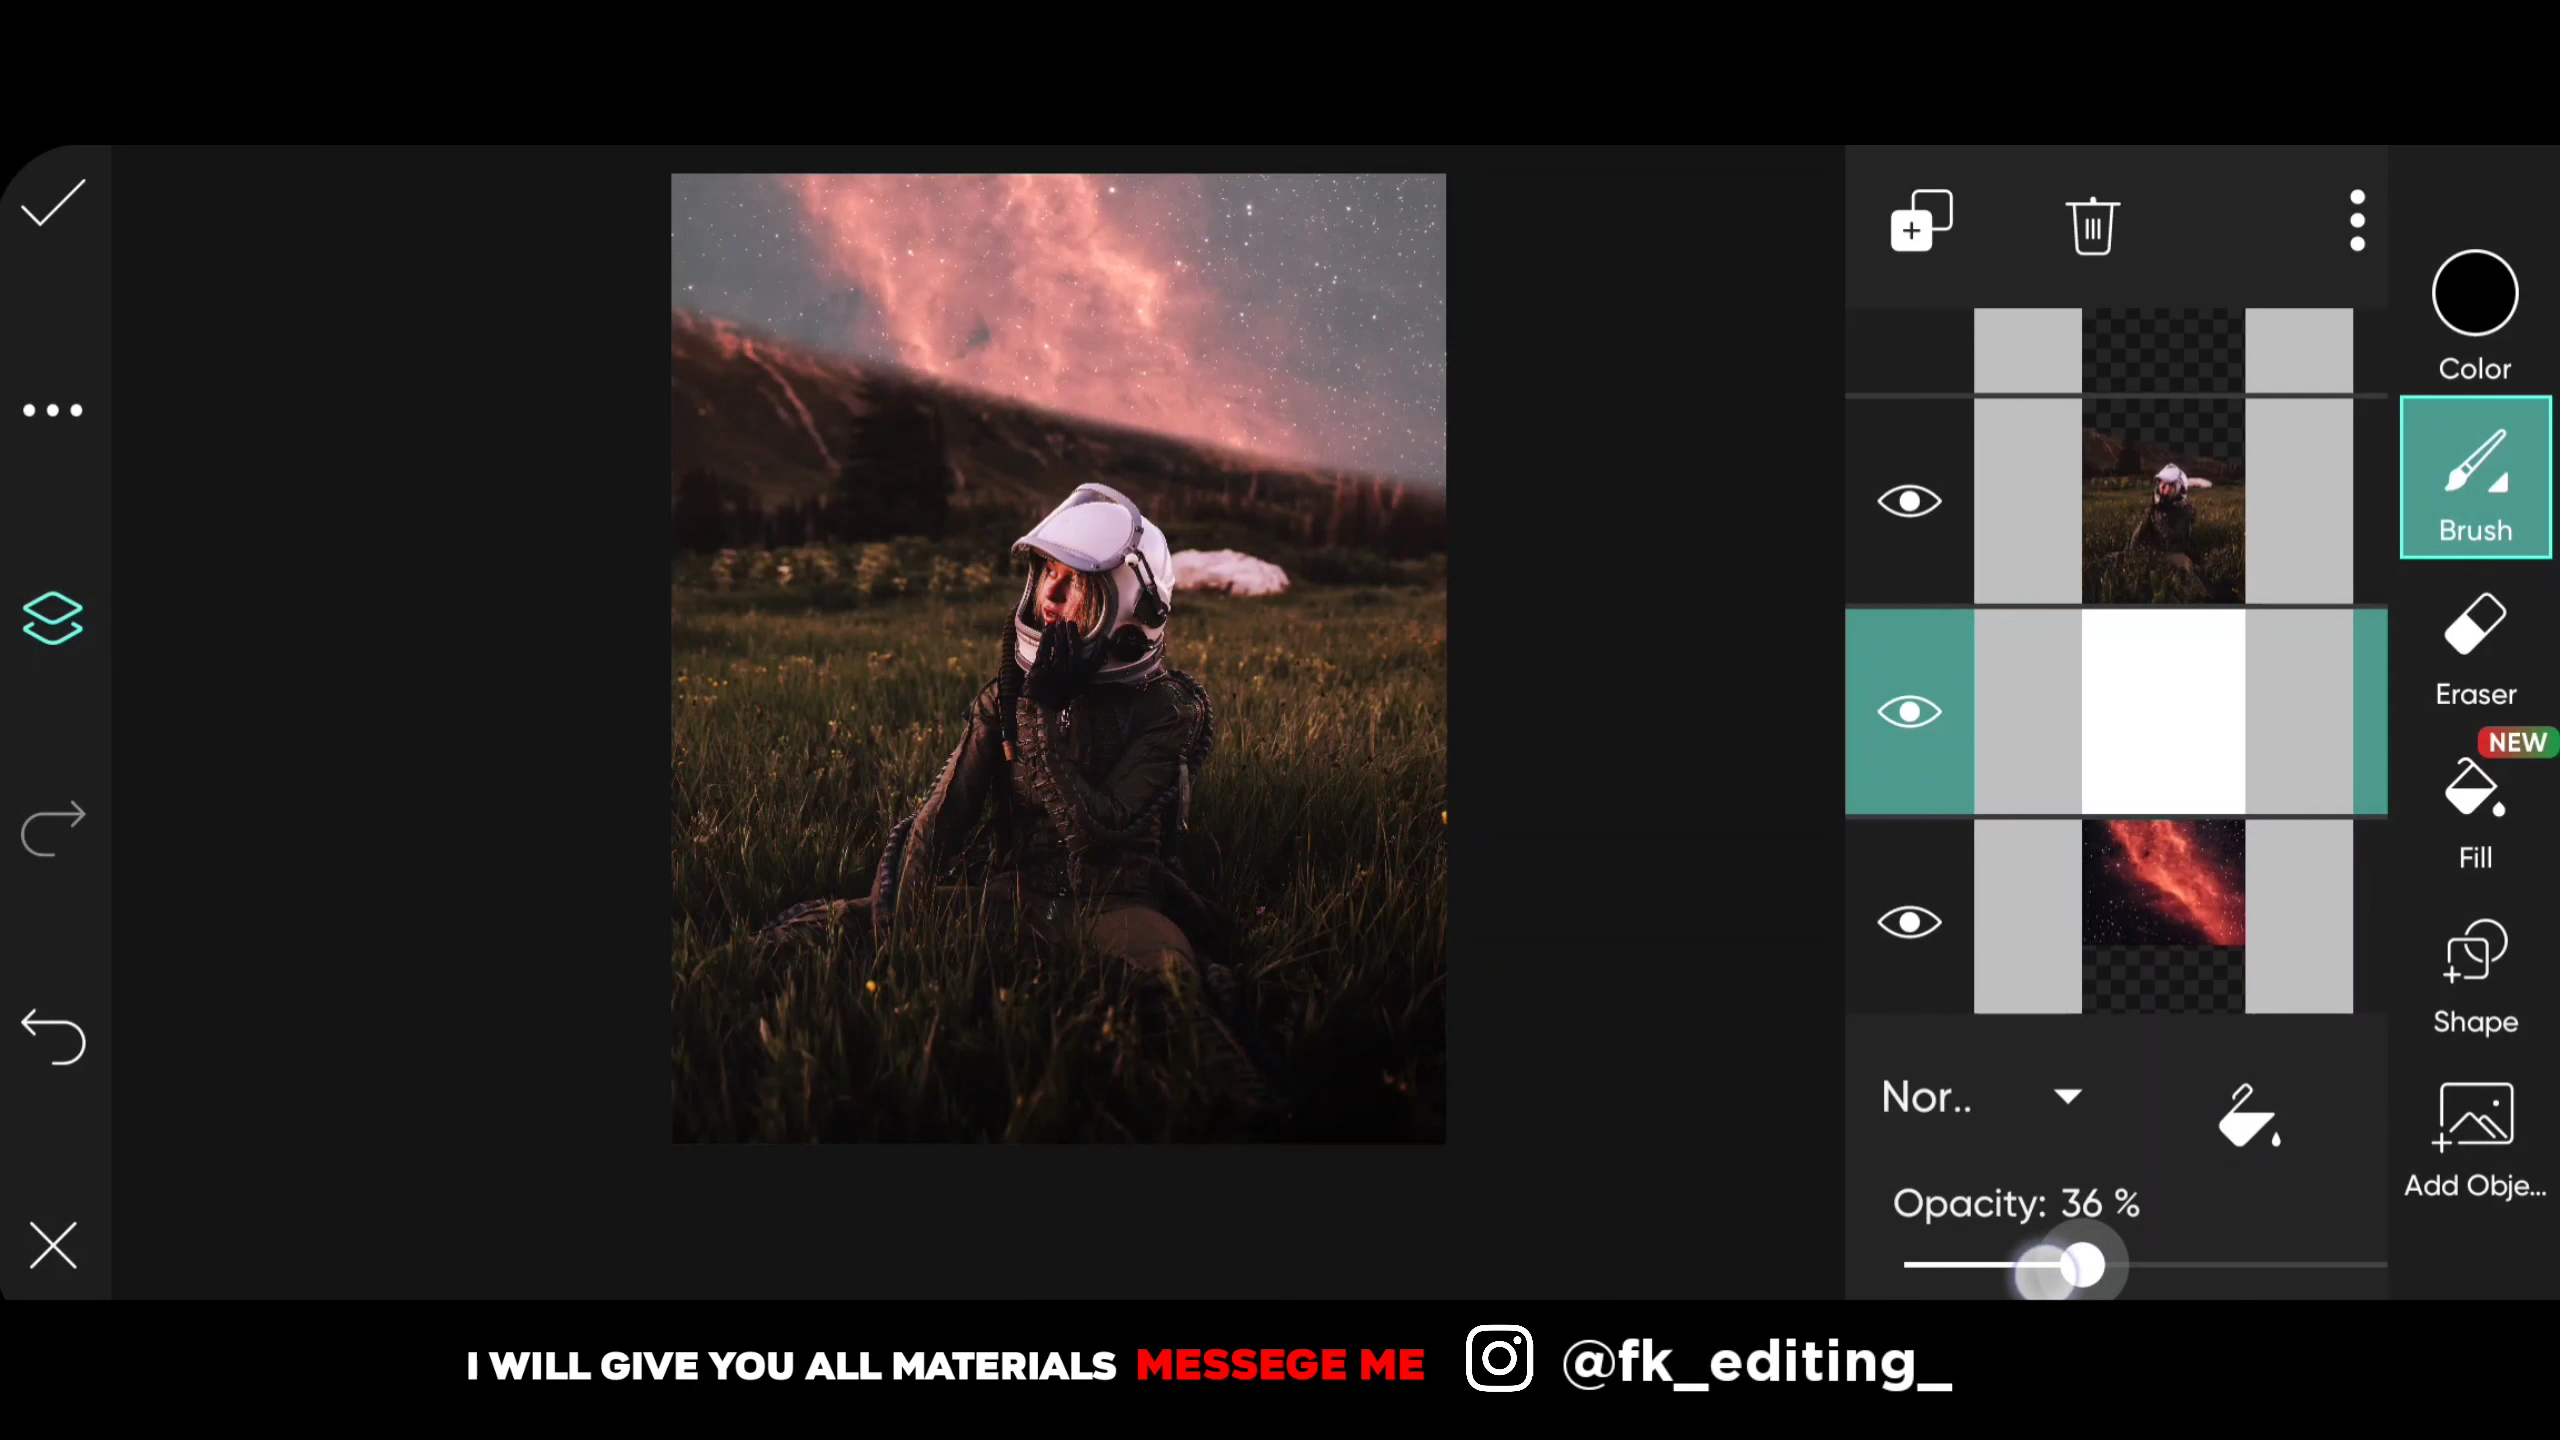 Color
Brush
Eraser
NEW
Fill
Shape
Add Obje...
Nor..
Opacity: 36 %
I WILL GIVE YOU ALL MATERIALS MESSEGE ME @fk_editing_